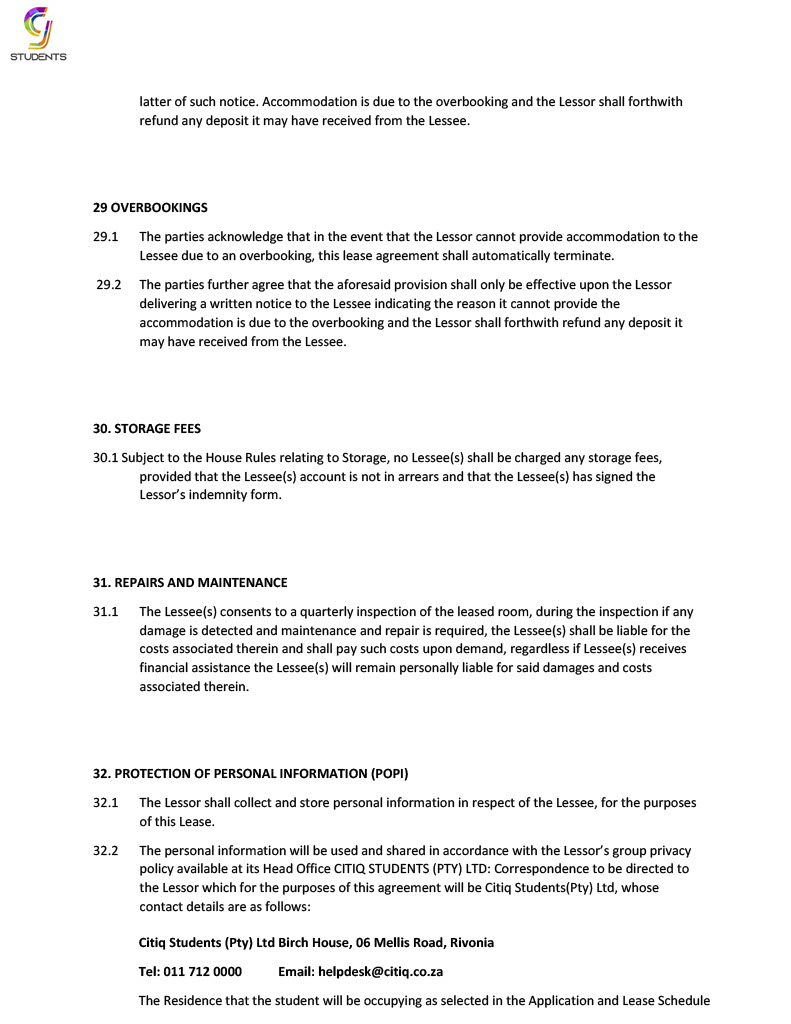 STUDENTS
latter of such notice. Accommodation is due to the overbooking and the Lessor shall forthwith
refund any deposit it may have received from the Lessee.
29 OVERBOOKINGS
29.1 The parties acknowledge that in the event that the Lessor cannot provide accommodation to the
Lessee due to an overbooking, this lease agreement shall automatically terminate.
29.2 The parties further agree that the aforesaid provision shall only be effective upon the Lessor
delivering a written notice to the Lessee indicating the reason it cannot provide the
accommodation is due to the overbooking and the Lessor shall forthwith refund any deposit it
may have received from the Lessee.
30. STORAGE FEES
30.1 Subject to the House Rules relating to Storage, no Lessee(s) shall be charged any storage fees,
provided that the Lessee(s) account is not in arrears and that the Lessee(s) has signed the
Lessor’s indemnity form.
31. REPAIRS AND MAINTENANCE
31.1 The Lessee(s) consents to a quarterly inspection of the leased room, during the inspection if any
damage is detected and maintenance and repair is required, the Lessee(s) shall be liable for the
costs associated therein and shall pay such costs upon demand, regardless if Lessee(s) receives
financial assistance the Lessee(s) will remain personally liable for said damages and costs
associated therein.
32. PROTECTION OF PERSONAL INFORMATION (POPI)
32.1 The Lessor shall collect and store personal information in respect of the Lessee, for the purposes
of this Lease.
32.2 The personal information will be used and shared in accordance with the Lessor’s group privacy
policy available at its Head Office CITIQ STUDENTS (PTY) LTD: Correspondence to be directed to
the Lessor which for the purposes of this agreement will be Citiq Students(Pty) Ltd, whose
contact details are as follows:
Citiq Students (Pty) Ltd Birch House, 06 Mellis Road, Rivonia
Tel: 011 712 0000 Email: helpdesk@citiq.co.za
The Residence that the student will be occupying as selected in the Application and Lease Schedule